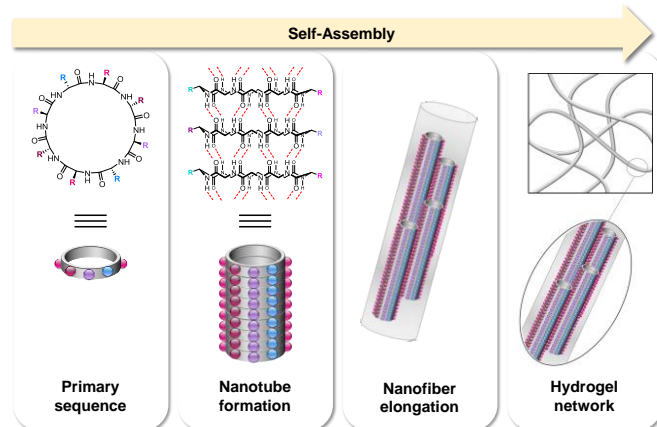 Self-Assembly
Primary
sequence
Nanotube
formation
Nanofiber
elongation
Hydrogel
network